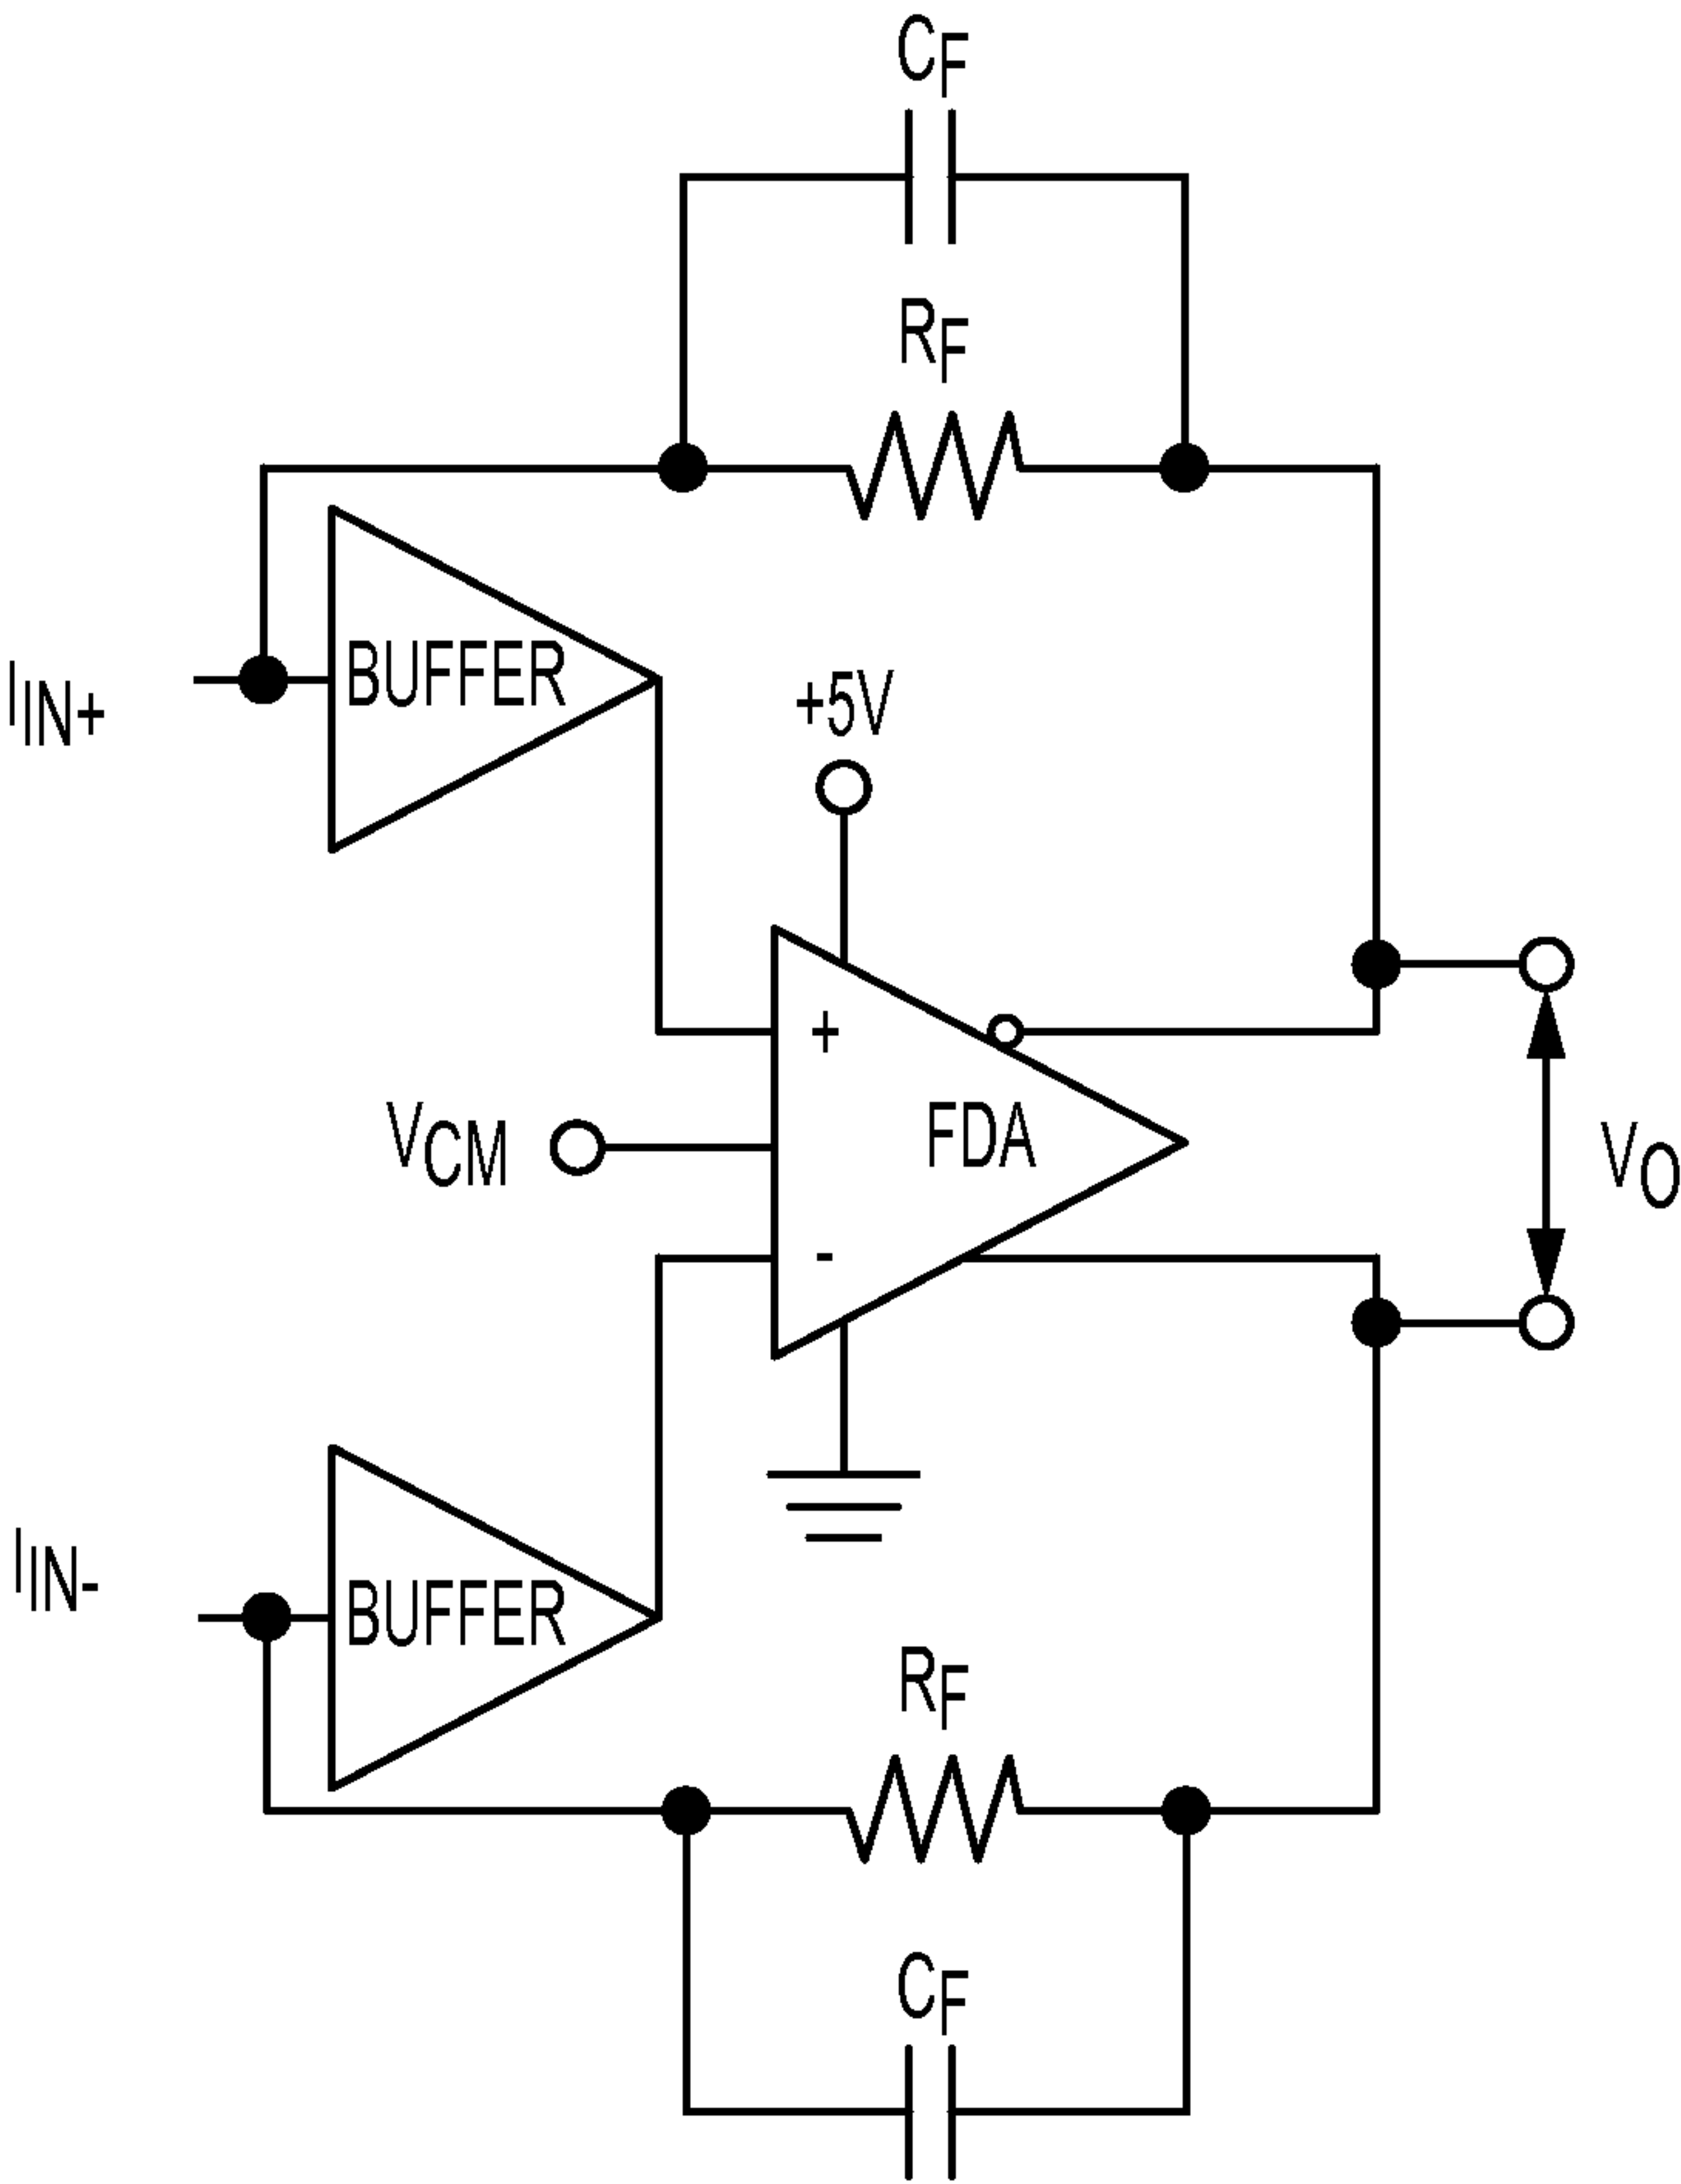 CF
RF
BUFFER
IIN+
+5V
+
VCM
FDA
VO
-
IIN-
BUFFER
RF
CF